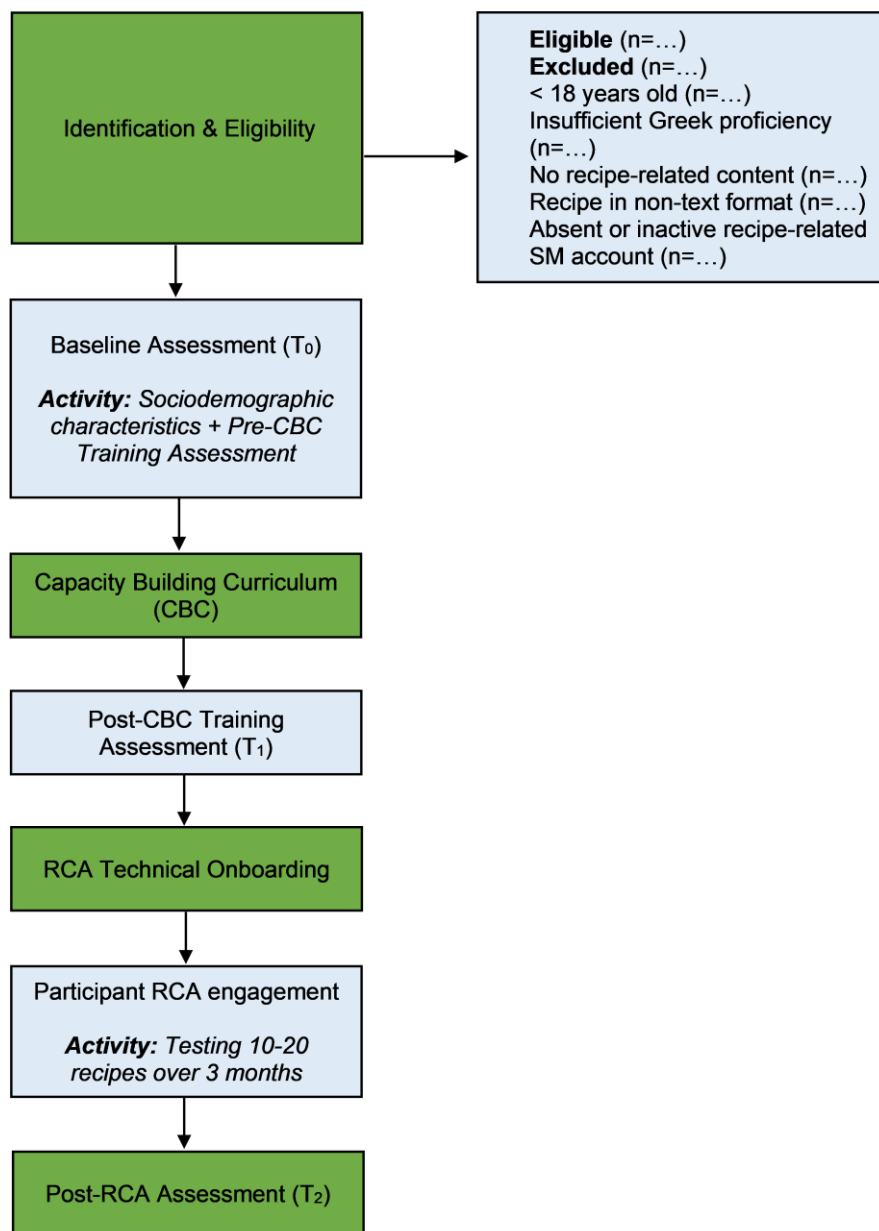 Identification & Eligibility
Eligible (n=…)
Excluded (n=…)
< 18 years old (n=…)
Insufficient Greek proficiency
(n=…)
No recipe-related content (n=…)
Recipe in non-text format (n=…)
Absent or inactive recipe-related
SM account (n=…)
Baseline Assessment (T₀)
Activity: Sociodemographic
characteristics + Pre-CBC
Training Assessment
Capacity Building Curriculum
(CBC)
Post-CBC Training
Assessment (T₁)
RCA Technical Onboarding
Participant RCA engagement
Activity: Testing 10-20
recipes over 3 months
Post-RCA Assessment (T₂)